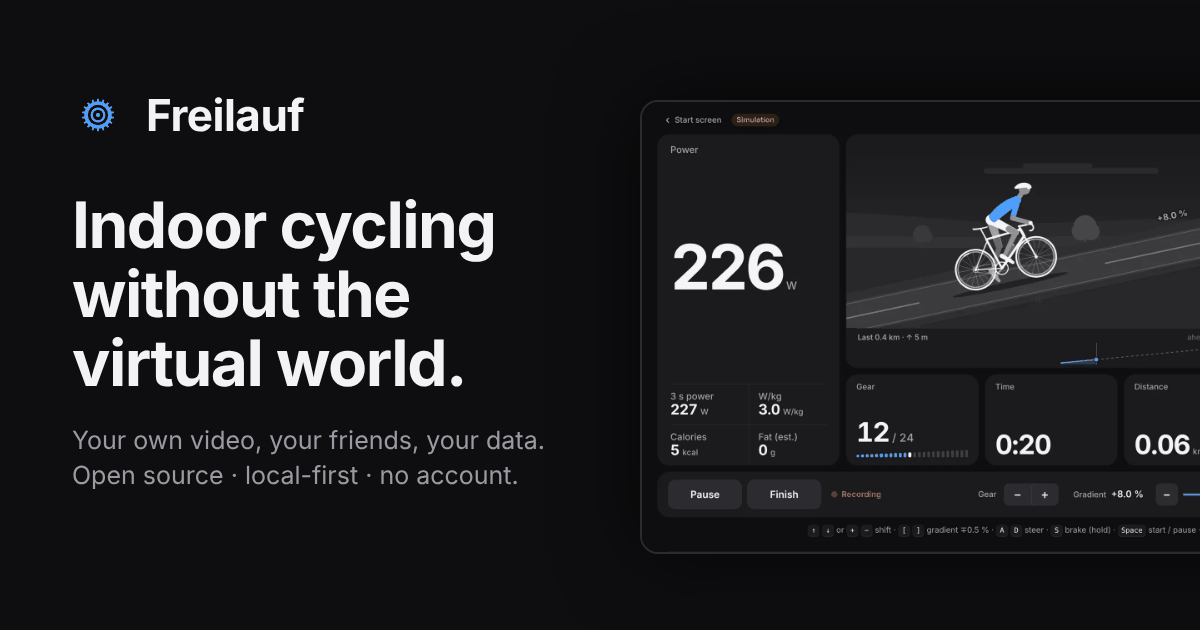 Freilauf
Indoor cycling
without the
virtual world.
Your own video, your friends, your data.
Open source · local-first · no account.
‹ Start screen Simulation
Power
226 W
3 s power
227 W
W/kg
3.0 W/kg
Calories
5 kcal
Fat (est.)
0 g
+8.0 %
Last 0.4 km · ↑ 5 m
Gear
12 / 24
Time
0:20
Distance
0.06
Pause Finish Recording Gear − + Gradient +8.0 % −
↑ ↓ or + − shift · [ ] gradient ∓0.5 % · A D steer · S brake (hold) · Space start / pause